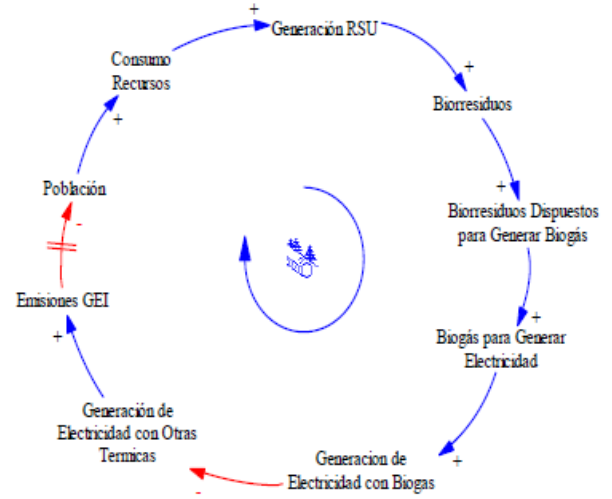 +
Generación RSU
Consumo
Recursos
+
+
Biorresiduos
+
Biorresiduos Dispuestos
para Generar Biogás
Población
-
Emisiones GEI
+
+
Biogás para Generar
Electricidad
Generación de
Electricidad con Otras
Termicas
-
Generacion de
Electricidad con Biogas
+